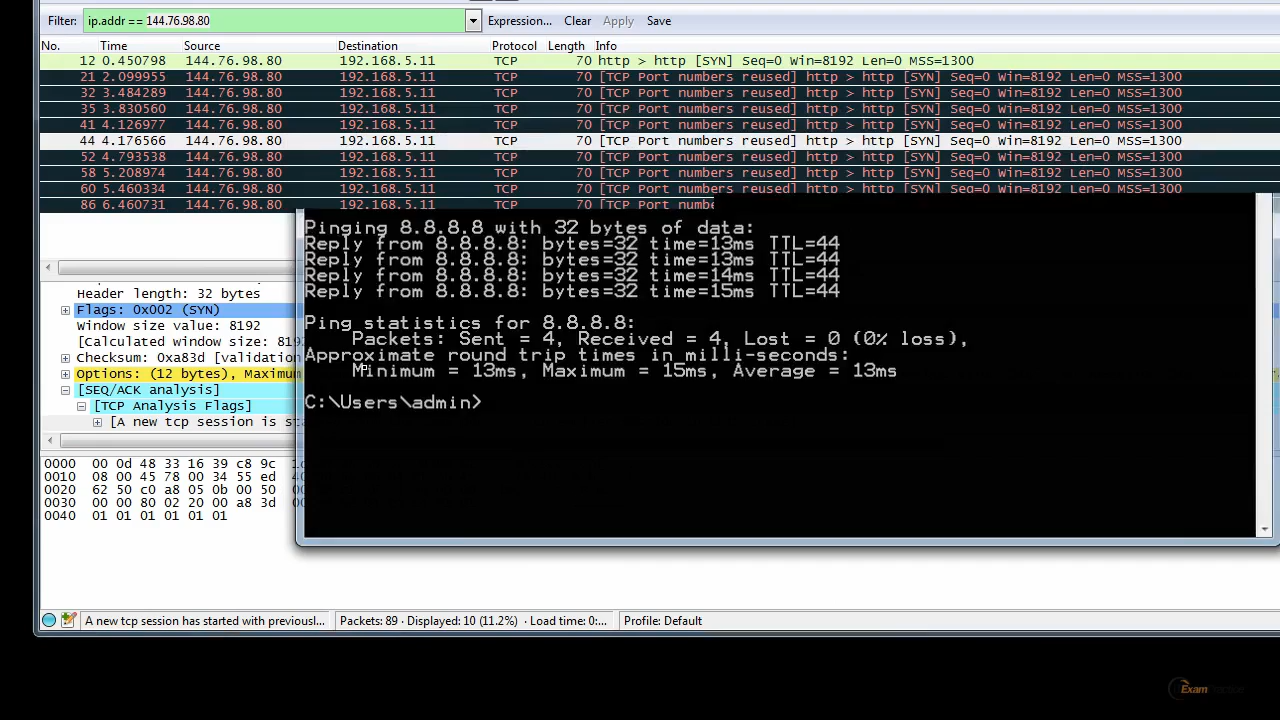 Filter: ip.addr == 144.76.98.80 Expression... Clear Apply Save
No. Time Source Destination Protocol Length Info
12 0.450798 144.76.98.80 192.168.5.11 TCP 70 http > http [SYN] Seq=0 Win=8192 Len=0 MSS=1300
21 2.099955 144.76.98.80 192.168.5.11 TCP 70 [TCP Port numbers reused] http > http [SYN] Seq=0 Win=8192 Len=0 MSS=1300
32 3.484289 144.76.98.80 192.168.5.11 TCP 70 [TCP Port numbers reused] http > http [SYN] Seq=0 Win=8192 Len=0 MSS=1300
35 3.830560 144.76.98.80 192.168.5.11 TCP 70 [TCP Port numbers reused] http > http [SYN] Seq=0 Win=8192 Len=0 MSS=1300
41 4.126977 144.76.98.80 192.168.5.11 TCP 70 [TCP Port numbers reused] http > http [SYN] Seq=0 Win=8192 Len=0 MSS=1300
44 4.176566 144.76.98.80 192.168.5.11 TCP 70 [TCP Port numbers reused] http > http [SYN] Seq=0 Win=8192 Len=0 MSS=1300
52 4.793538 144.76.98.80 192.168.5.11 TCP 70 [TCP Port numbers reused] http > http [SYN] Seq=0 Win=8192 Len=0 MSS=1300
58 5.208974 144.76.98.80 192.168.5.11 TCP 70 [TCP Port numbers reused] http > http [SYN] Seq=0 Win=8192 Len=0 MSS=1300
60 5.460334 144.76.98.80 192.168.5.11 TCP 70 [TCP Port numbers reused] http > http [SYN] Seq=0 Win=8192 Len=0 MSS=1300
86 6.460731 144.76.98.80 192.168.5.11 TCP 70 [TCP Port numbe
Pinging 8.8.8.8 with 32 bytes of data:
Reply from 8.8.8.8: bytes=32 time=13ms TTL=44
Reply from 8.8.8.8: bytes=32 time=13ms TTL=44
Reply from 8.8.8.8: bytes=32 time=14ms TTL=44
Reply from 8.8.8.8: bytes=32 time=15ms TTL=44
Ping statistics for 8.8.8.8:
Packets: Sent = 4, Received = 4, Lost = 0 (0% loss),
Approximate round trip times in milli-seconds:
Minimum = 13ms, Maximum = 15ms, Average = 13ms
C:\Users\admin>
Header length: 32 bytes
Flags: 0x002 (SYN)
Window size value: 8192
[Calculated window size: 819
Checksum: 0xa83d [validation
Options: (12 bytes), Maximum
[SEQ/ACK analysis]
[TCP Analysis Flags]
[A new tcp session is sta
0000 00 0d 48 33 16 39 c8 9c
0010 08 00 45 78 00 34 55 ed
0020 62 50 c0 a8 05 0b 00 50
0030 00 00 80 02 20 00 a8 3d
0040 01 01 01 01 01 01
A new tcp session has started with previousl... Packets: 89 · Displayed: 10 (11.2%) · Load time: 0:... Profile: Default
Exam